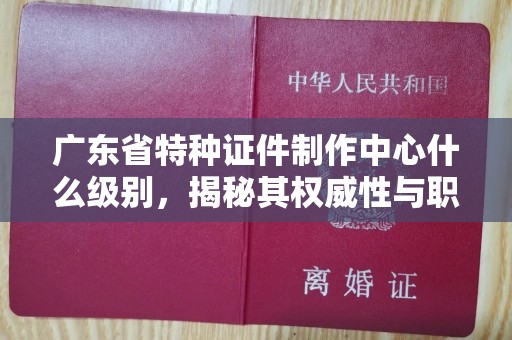 中华人民共和国
广东省特种证件制作中心什
么级别，揭秘其权威性与职
离婚证